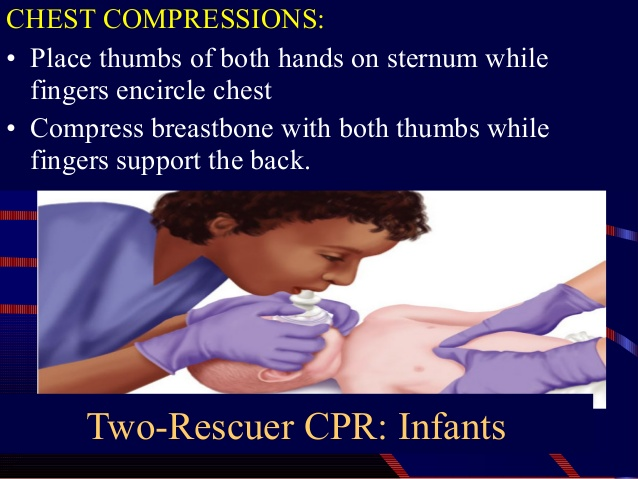 CHEST COMPRESSIONS:
• Place thumbs of both hands on sternum while
fingers encircle chest
• Compress breastbone with both thumbs while
fingers support the back.
Two-Rescuer CPR: Infants